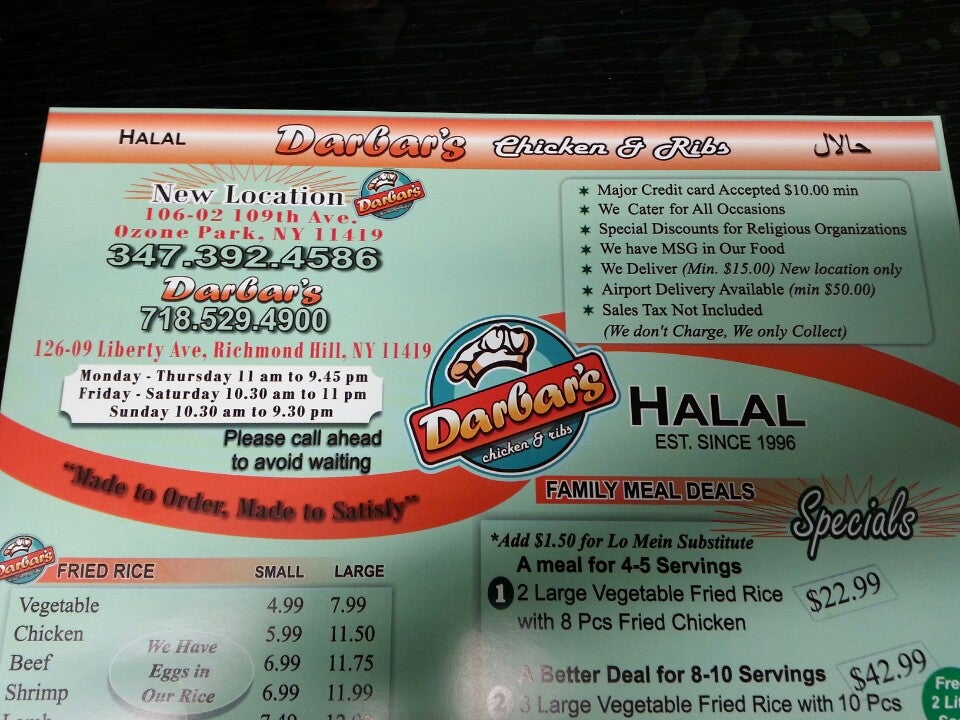 HALAL
Darbar's Chicken & Ribs
حالال
New Location
Darbar's
106-02 109th Ave.
Ozone Park, NY 11419
347.392.4586
Darbar's
718.529.4900
126-09 Liberty Ave, Richmond Hill, NY 11419
Monday - Thursday 11 am to 9.45 pm
Friday - Saturday 10.30 am to 11 pm
Sunday 10.30 am to 9.30 pm
Please call ahead
to avoid waiting
Major Credit card Accepted $10.00 min
We Cater for All Occasions
Special Discounts for Religious Organizations
We have MSG in Our Food
We Deliver (Min. $15.00) New location only
Airport Delivery Available (min $50.00)
Sales Tax Not Included
(We don't Charge, We only Collect)
Darbar's
chicken & ribs
HALAL
EST. SINCE 1996
"Made to Order, Made to Satisfy"
Darbar's
FRIED RICE SMALL LARGE
Vegetable 4.99 7.99
Chicken 5.99 11.50
Beef 6.99 11.75
Shrimp 6.99 11.99
We Have
Eggs in
Our Rice
FAMILY MEAL DEALS
Specials
*Add $1.50 for Lo Mein Substitute
A meal for 4-5 Servings
1 2 Large Vegetable Fried Rice
with 8 Pcs Fried Chicken
$22.99
A Better Deal for 8-10 Servings
2 3 Large Vegetable Fried Rice with 10 Pcs
$42.99
Fre
2 Lit